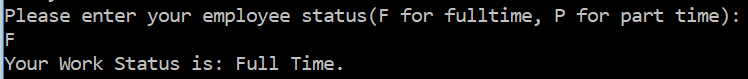 Please enter your employee status(F for fulltime, P for part time):
F
Your Work Status is: Full Time.